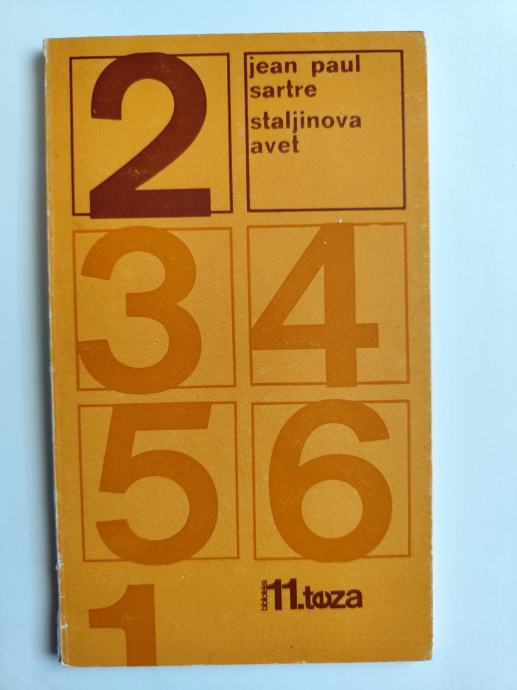 2
jean paul
sartre
staljinova
avet
3
4
5
6
1
biblioteka
11.teza